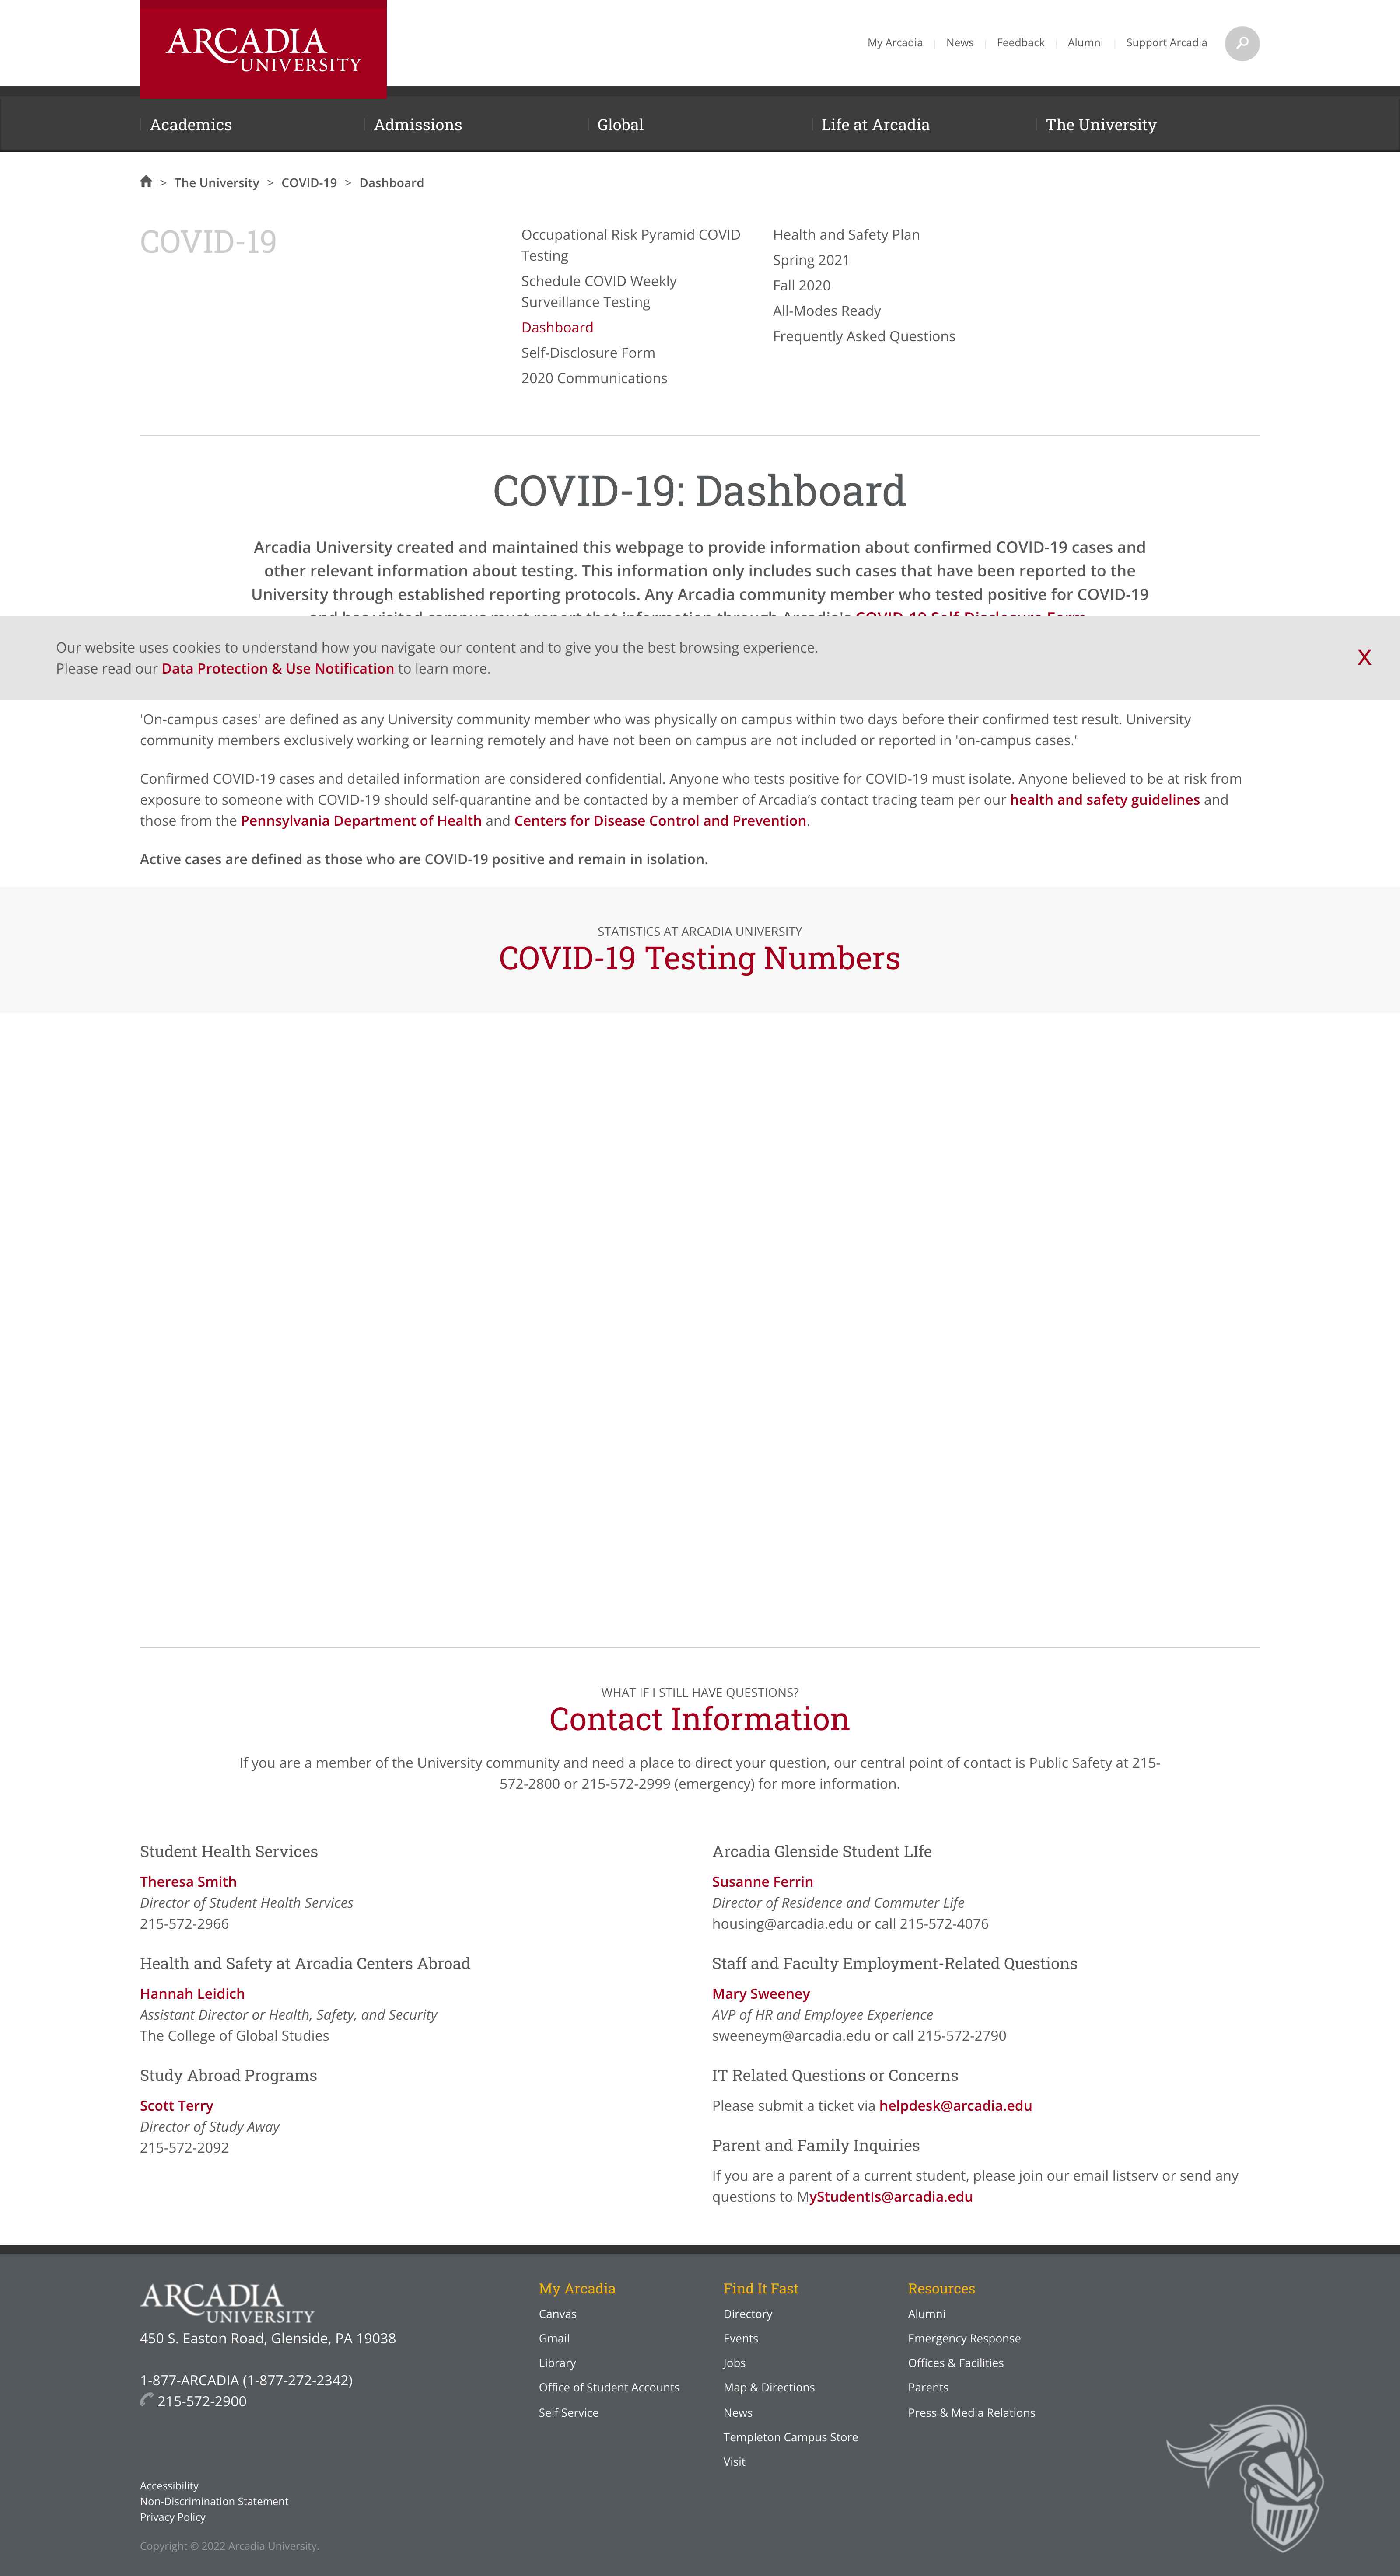 ARCADIA
UNIVERSITY
My Arcadia
News
Feedback
Alumni
Support Arcadia
Academics
Admissions
Global
Life at Arcadia
The University
> The University > COVID-19 > Dashboard
COVID-19
Occupational Risk Pyramid COVID
Testing
Schedule COVID Weekly
Surveillance Testing
Dashboard
Self-Disclosure Form
2020 Communications
Health and Safety Plan
Spring 2021
Fall 2020
All-Modes Ready
Frequently Asked Questions
COVID-19: Dashboard
Arcadia University created and maintained this webpage to provide information about confirmed COVID-19 cases and
other relevant information about testing. This information only includes such cases that have been reported to the
University through established reporting protocols. Any Arcadia community member who tested positive for COVID-19
and has visited campus must report that information through Arcadia's COVID-19 Self-Disclosure Form
Our website uses cookies to understand how you navigate our content and to give you the best browsing experience.
Please read our Data Protection & Use Notification to learn more.
X
'On-campus cases' are defined as any University community member who was physically on campus within two days before their confirmed test result. University
community members exclusively working or learning remotely and have not been on campus are not included or reported in 'on-campus cases.'
Confirmed COVID-19 cases and detailed information are considered confidential. Anyone who tests positive for COVID-19 must isolate. Anyone believed to be at risk from
exposure to someone with COVID-19 should self-quarantine and be contacted by a member of Arcadia's contact tracing team per our health and safety guidelines and
those from the Pennsylvania Department of Health and Centers for Disease Control and Prevention.
Active cases are defined as those who are COVID-19 positive and remain in isolation.
STATISTICS AT ARCADIA UNIVERSITY
COVID-19 Testing Numbers
WHAT IF I STILL HAVE QUESTIONS?
Contact Information
If you are a member of the University community and need a place to direct your question, our central point of contact is Public Safety at 215-
572-2800 or 215-572-2999 (emergency) for more information.
Student Health Services
Theresa Smith
Director of Student Health Services
215-572-2966
Health and Safety at Arcadia Centers Abroad
Hannah Leidich
Assistant Director or Health, Safety, and Security
The College of Global Studies
Study Abroad Programs
Scott Terry
Director of Study Away
215-572-2092
Arcadia Glenside Student LIfe
Susanne Ferrin
Director of Residence and Commuter Life
housing@arcadia.edu or call 215-572-4076
Staff and Faculty Employment-Related Questions
Mary Sweeney
AVP of HR and Employee Experience
sweeneym@arcadia.edu or call 215-572-2790
IT Related Questions or Concerns
Please submit a ticket via helpdesk@arcadia.edu
Parent and Family Inquiries
If you are a parent of a current student, please join our email listserv or send any
questions to MyStudentIs@arcadia.edu
ARCADIA
UNIVERSITY
450 S. Easton Road, Glenside, PA 19038
1-877-ARCADIA (1-877-272-2342)
215-572-2900
Accessibility
Non-Discrimination Statement
Privacy Policy
Copyright © 2022 Arcadia University.
My Arcadia
Canvas
Gmail
Library
Office of Student Accounts
Self Service
Find It Fast
Directory
Events
Jobs
Map & Directions
News
Templeton Campus Store
Visit
Resources
Alumni
Emergency Response
Offices & Facilities
Parents
Press & Media Relations